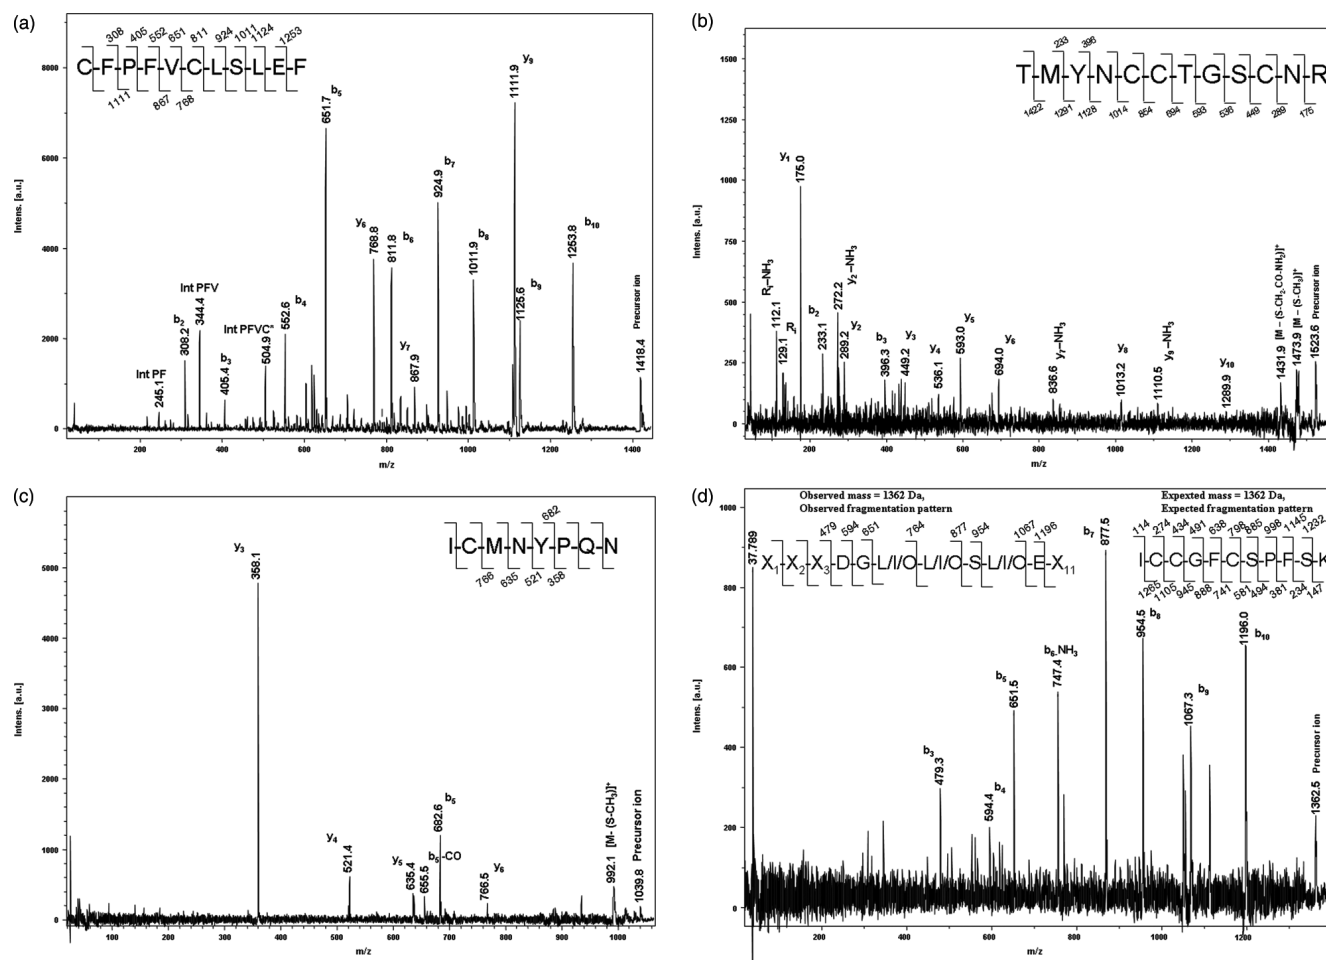 (a)
308 405 552 651 811 924 1011 1124 1253
C-F-P-F-V-C-L-S-L-E-F
1111 867 768
8000
6000
4000
2000
0
Intens. [a.u.]
Int PF
245.1
b2
308.2
Int PFV
344.4
b3
405.4
Int PFVC*
504.9
b4
552.6
b5
651.7
y6
768.8
b6
811.8
y7
867.9
b7
924.9
b8
1011.9
y9
1111.9
b9
1125.6
b10
1253.8
1418.4 Precursor ion
200 400 600 800 1000 1200 1400
m/z
(b)
233 396
T-M-Y-N-C-C-T-G-S-C-N-R
1422 1291 1128 1014 854 694 593 536 449 289 175
1500
1250
1000
750
500
250
0
Intens. [a.u.]
Ri–NH3
112.1
Ri
129.1
y1
175.0
b2
233.1
y2–NH3
272.2
y2
289.2
b3
396.3
y3
449.2
y4
536.1
y5
593.0
y6
694.0
y7–NH3
836.6
y8
1013.2
y9–NH3
1110.5
y10
1289.9
1431.9 [M – (S-CH2-CO-NH2)]+
1473.9 [M – (S-CH3)]+
1523.6 Precursor ion
200 400 600 800 1000 1200 1400
m/z
(c)
682
I-C-M-N-Y-P-Q-N
766 635 521 358
5000
4000
3000
2000
1000
0
Intens. [a.u.]
y3
358.1
y4
521.4
y5
635.4
b5-CO
655.5
b5
682.6
y6
766.5
992.1 [M- (S-CH3)]+
1039.8 Precursor ion
100 200 300 400 500 600 700 800 900 1000
m/z
(d)
Observed mass = 1362 Da,
Observed fragmentation pattern
Expexted mass = 1362 Da,
Expected fragmentation pattern
479 594 651 764 877 954 1067 1196
X1-X2-X3-D-G-L/I/O-L/I/O-S-L/I/O-E-X11
114 274 434 491 638 798 885 998 1145 1232
I-C-C-G-F-C-S-P-F-S-K
1265 1105 945 888 741 581 494 381 234 147
1000
800
600
400
200
0
Intens. [a.u.]
37.789
b3
479.3
b4
594.4
b5
651.5
b6-NH3
747.4
b7
877.5
b8
954.5
b9
1067.3
b10
1196.0
1362.5 Precursor ion
200 400 600 800 1000 1200
m/z